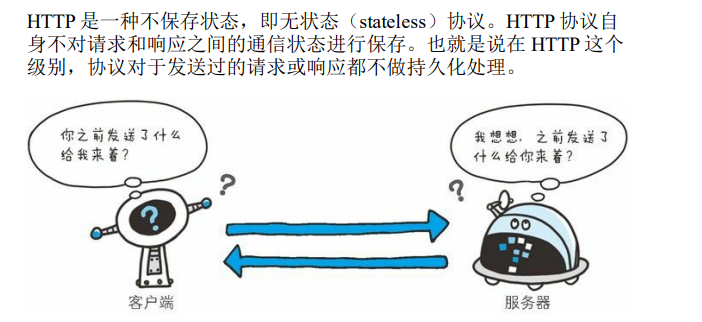 HTTP 是一种不保存状态，即无状态（stateless）协议。HTTP 协议自
身不对请求和响应之间的通信状态进行保存。也就是说在 HTTP 这个
级别，协议对于发送过的请求或响应都不做持久化处理。
你之前发送了什么
给我来着？
我想想，之前发送了
什么给你来着？
?
?
?
?
客户端
服务器